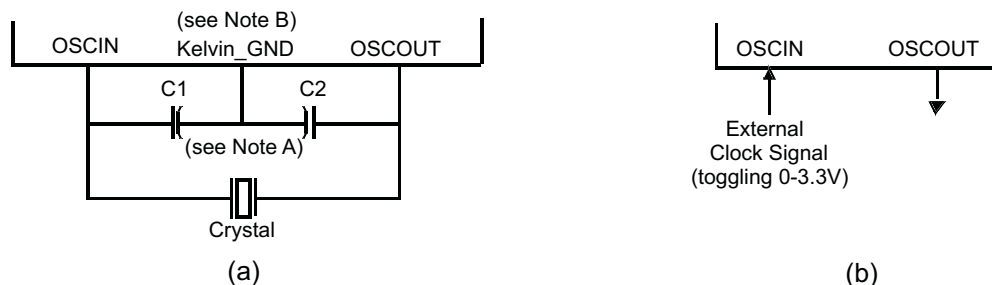 (see Note B)
OSCIN Kelvin_GND OSCOUT
C1 C2
(see Note A)
Crystal
(a)
OSCIN OSCOUT
External
Clock Signal
(toggling 0-3.3V)
(b)